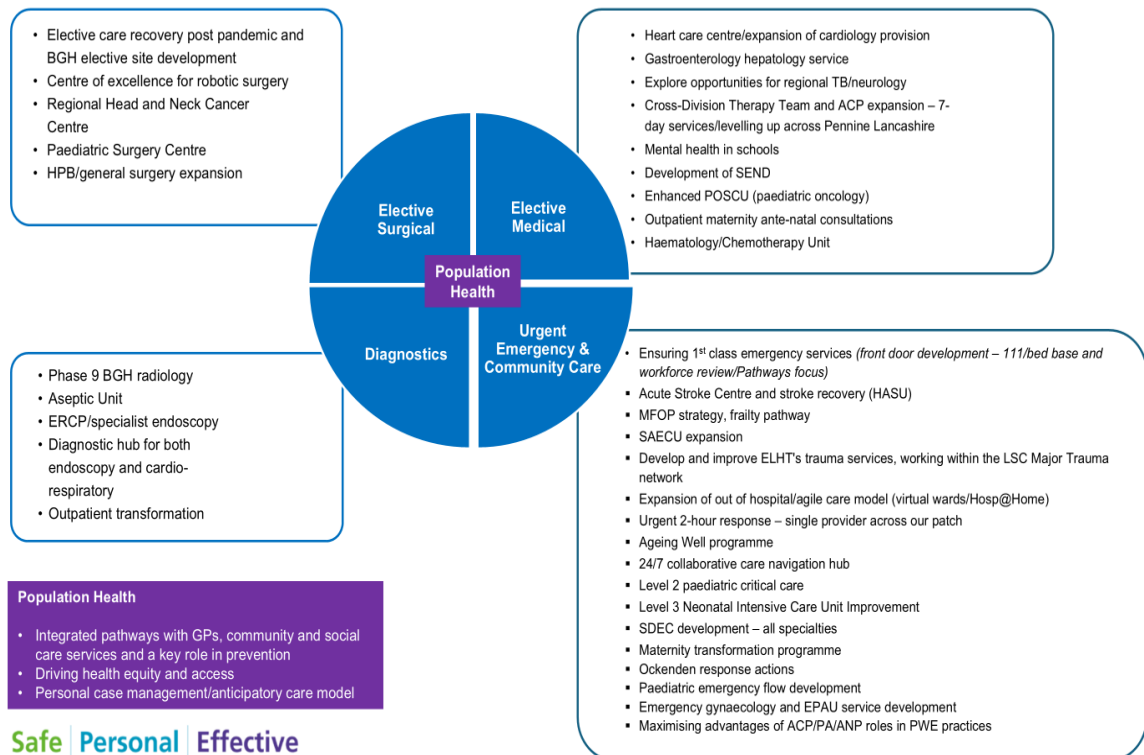 • Elective care recovery post pandemic and
BGH elective site development
• Centre of excellence for robotic surgery
• Regional Head and Neck Cancer
Centre
• Paediatric Surgery Centre
• HPB/general surgery expansion
• Heart care centre/expansion of cardiology provision
• Gastroenterology hepatology service
• Explore opportunities for regional TB/neurology
• Cross-Division Therapy Team and ACP expansion – 7-
day services/levelling up across Pennine Lancashire
• Mental health in schools
• Development of SEND
• Enhanced POSCU (paediatric oncology)
• Outpatient maternity ante-natal consultations
• Haematology/Chemotherapy Unit
Elective
Surgical
Elective
Medical
Population
Health
Diagnostics
Urgent
Emergency &
Community Care
• Phase 9 BGH radiology
• Aseptic Unit
• ERCP/specialist endoscopy
• Diagnostic hub for both
endoscopy and cardio-
respiratory
• Outpatient transformation
▪ Ensuring 1st class emergency services (front door development – 111/bed base and
workforce review/Pathways focus)
▪ Acute Stroke Centre and stroke recovery (HASU)
▪ MFOP strategy, frailty pathway
▪ SAECU expansion
▪ Develop and improve ELHT's trauma services, working within the LSC Major Trauma
network
▪ Expansion of out of hospital/agile care model (virtual wards/Hosp@Home)
▪ Urgent 2-hour response – single provider across our patch
▪ Ageing Well programme
▪ 24/7 collaborative care navigation hub
▪ Level 2 paediatric critical care
▪ Level 3 Neonatal Intensive Care Unit Improvement
▪ SDEC development – all specialties
▪ Maternity transformation programme
▪ Ockenden response actions
▪ Paediatric emergency flow development
▪ Emergency gynaecology and EPAU service development
▪ Maximising advantages of ACP/PA/ANP roles in PWE practices
Population Health
• Integrated pathways with GPs, community and social
care services and a key role in prevention
• Driving health equity and access
• Personal case management/anticipatory care model
Safe | Personal | Effective